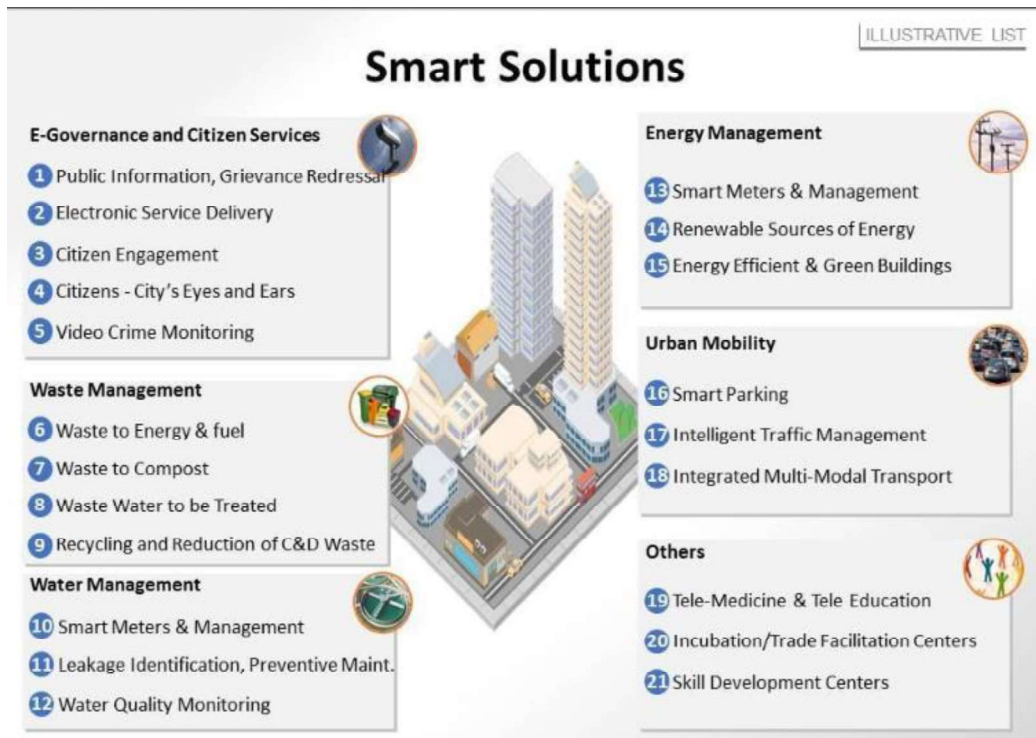 ILLUSTRATIVE LIST
Smart Solutions
E-Governance and Citizen Services
1 Public Information, Grievance Redressal
2 Electronic Service Delivery
3 Citizen Engagement
4 Citizens - City's Eyes and Ears
5 Video Crime Monitoring
Waste Management
6 Waste to Energy & fuel
7 Waste to Compost
8 Waste Water to be Treated
9 Recycling and Reduction of C&D Waste
Water Management
10 Smart Meters & Management
11 Leakage Identification, Preventive Maint.
12 Water Quality Monitoring
Energy Management
13 Smart Meters & Management
14 Renewable Sources of Energy
15 Energy Efficient & Green Buildings
Urban Mobility
16 Smart Parking
17 Intelligent Traffic Management
18 Integrated Multi-Modal Transport
Others
19 Tele-Medicine & Tele Education
20 Incubation/Trade Facilitation Centers
21 Skill Development Centers